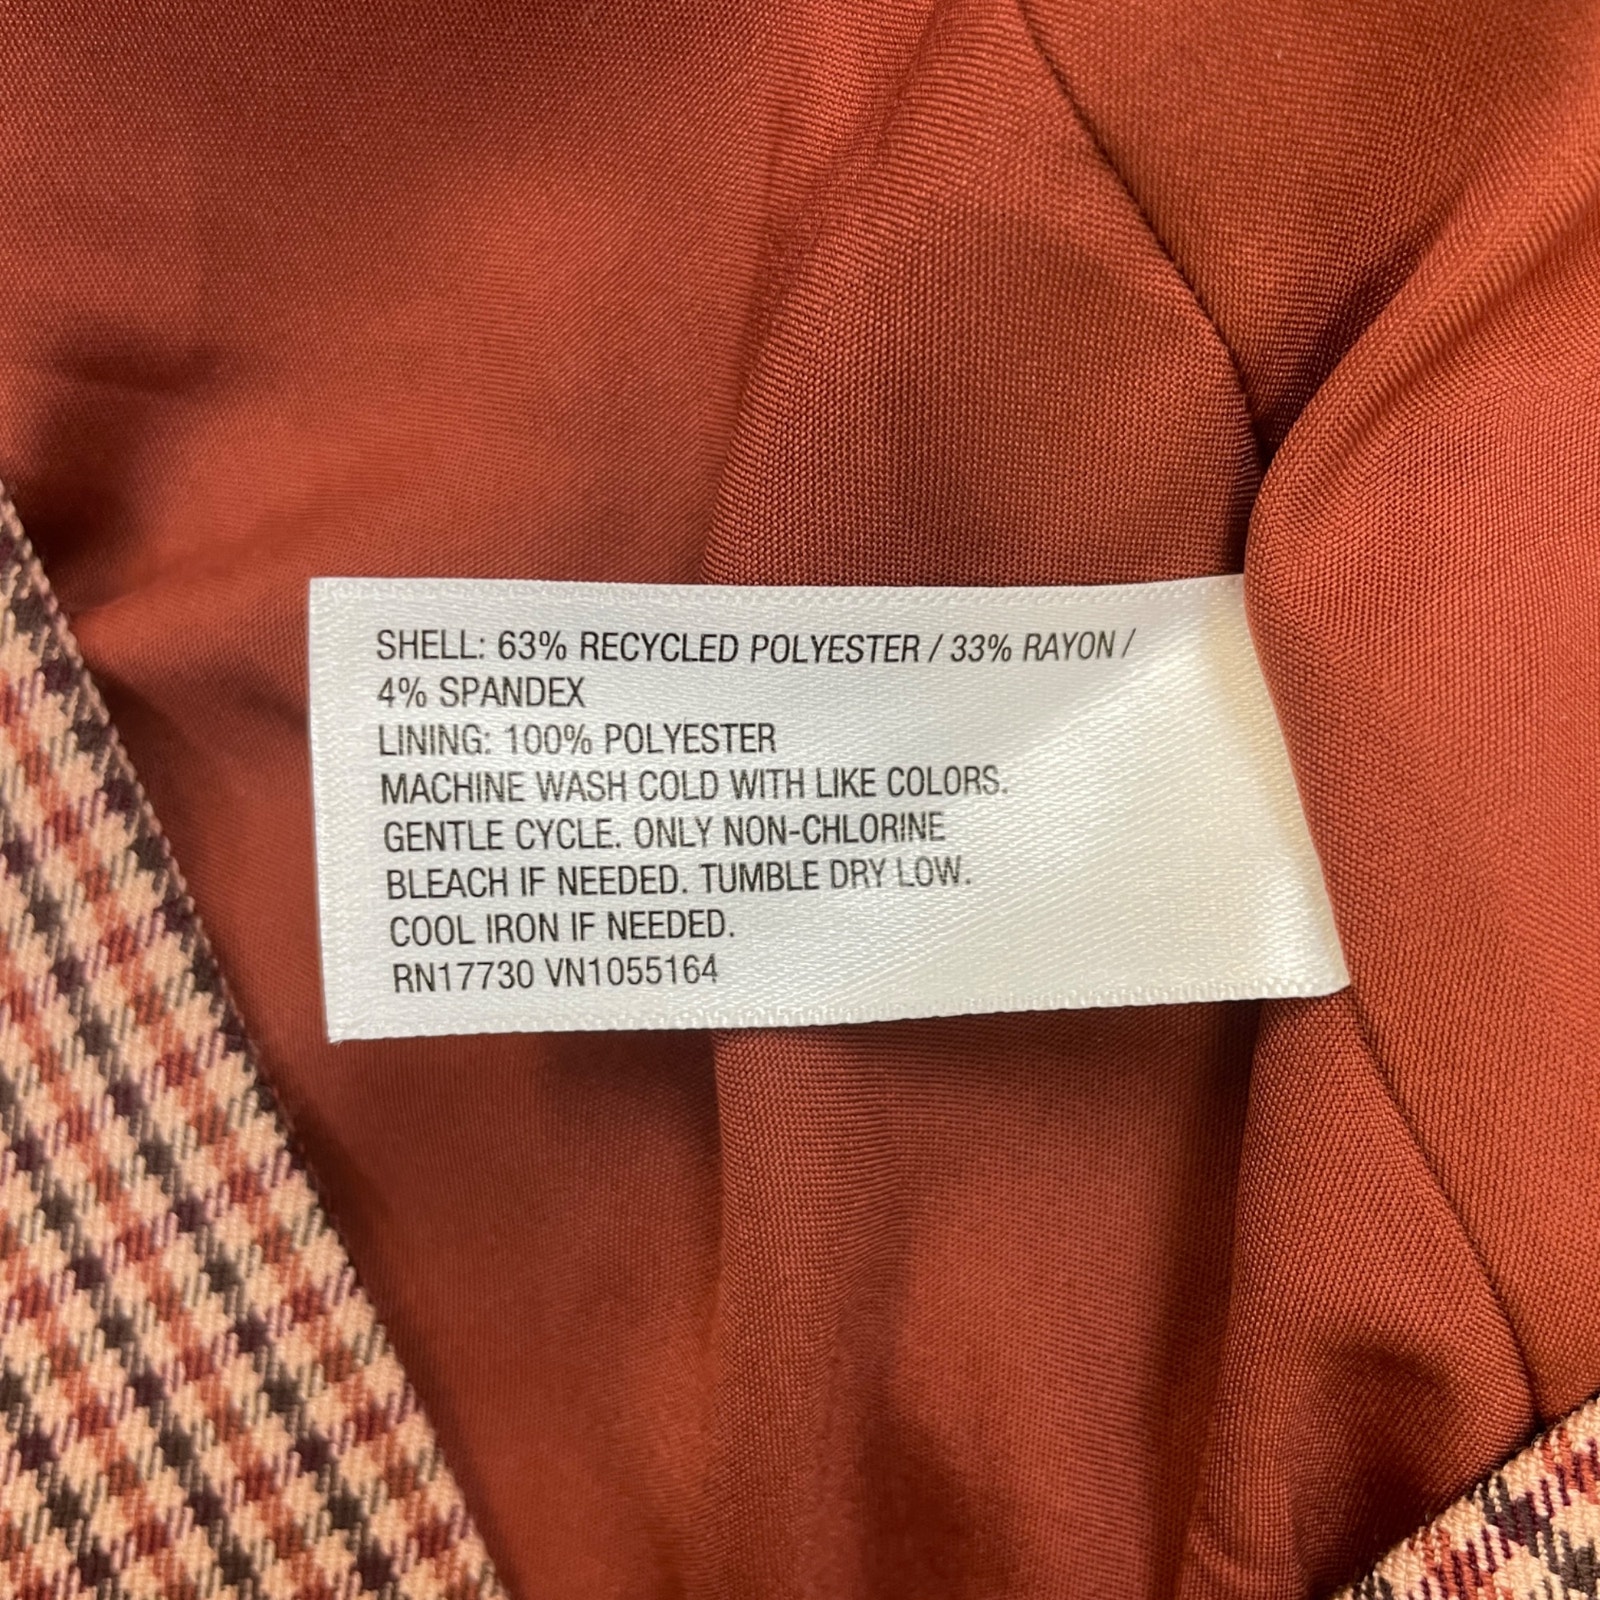 SHELL: 63% RECYCLED POLYESTER / 33% RAYON /
4% SPANDEX
LINING: 100% POLYESTER
MACHINE WASH COLD WITH LIKE COLORS.
GENTLE CYCLE. ONLY NON-CHLORINE
BLEACH IF NEEDED. TUMBLE DRY LOW.
COOL IRON IF NEEDED.
RN17730 VN1055164